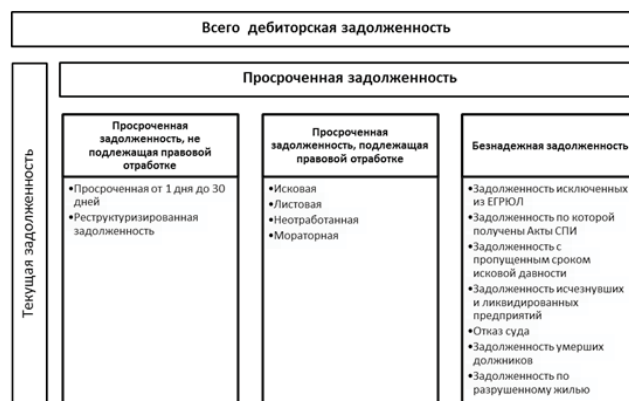 Всего дебиторская задолженность
Текущая задолженность
Просроченная задолженность
Просроченная
задолженность, не
подлежащая правовой
отработке
•Просроченная от 1 дня до 30
дней
•Реструктуризированная
задолженность
Просроченная
задолженность, подлежащая
правовой отработке
•Исковая
•Листовая
•Неотработанная
•Мораторная
Безнадежная задолженность
•Задолженность исключенных
из ЕГРЮЛ
•Задолженность по которой
получены Акты СПИ
•Задолженность с
пропущенным сроком
исковой давности
•Задолженность исчезнувших
и ликвидированных
предприятий
•Отказ суда
•Задолженность умерших
должников
•Задолженность по
разрушенному жилью